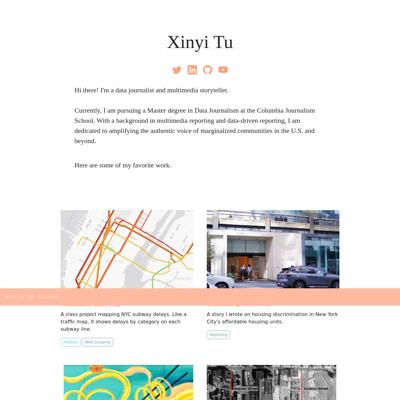 Xinyi Tu
Hi there! I'm a data journalist and multimedia storyteller.
Currently, I am pursuing a Master degree in Data Journalism at the Columbia Journalism
School. With a background in multimedia reporting and data-driven reporting, I am
dedicated to amplifying the authentic voice of marginalized communities in the U.S. and
beyond.
Here are some of my favorite work.
A class project mapping NYC subway delays. Like a
traffic map, it shows delays by category on each
subway line.
Web Scraping
A story I wrote on housing discrimination in New York
City's affordable housing units.
Reporting